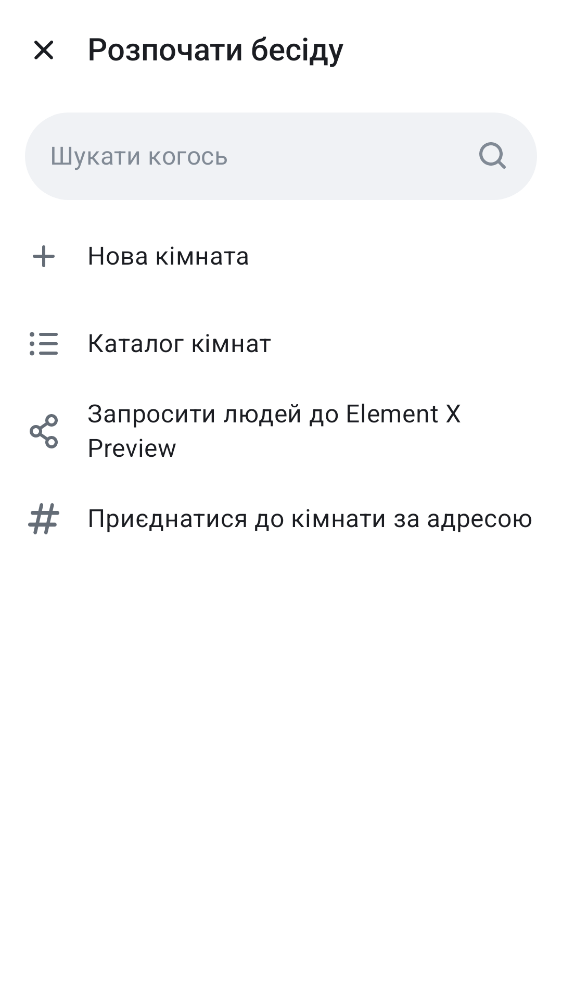 Розпочати бесіду
Шукати когось
Нова кімната
Каталог кімнат
Запросити людей до Element X
Preview
Приєднатися до кімнати за адресою